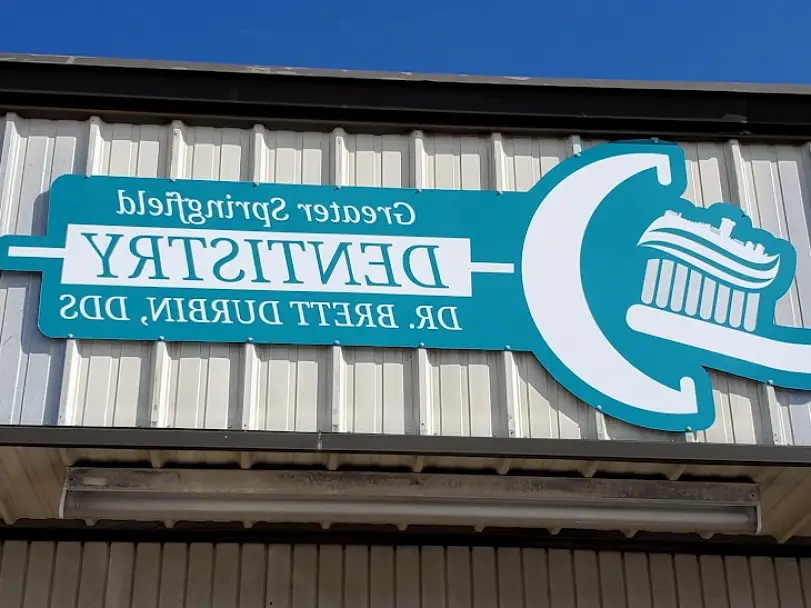 Greater Springfield
DENTISTRY
DR. BRETT DURBIN, DDS